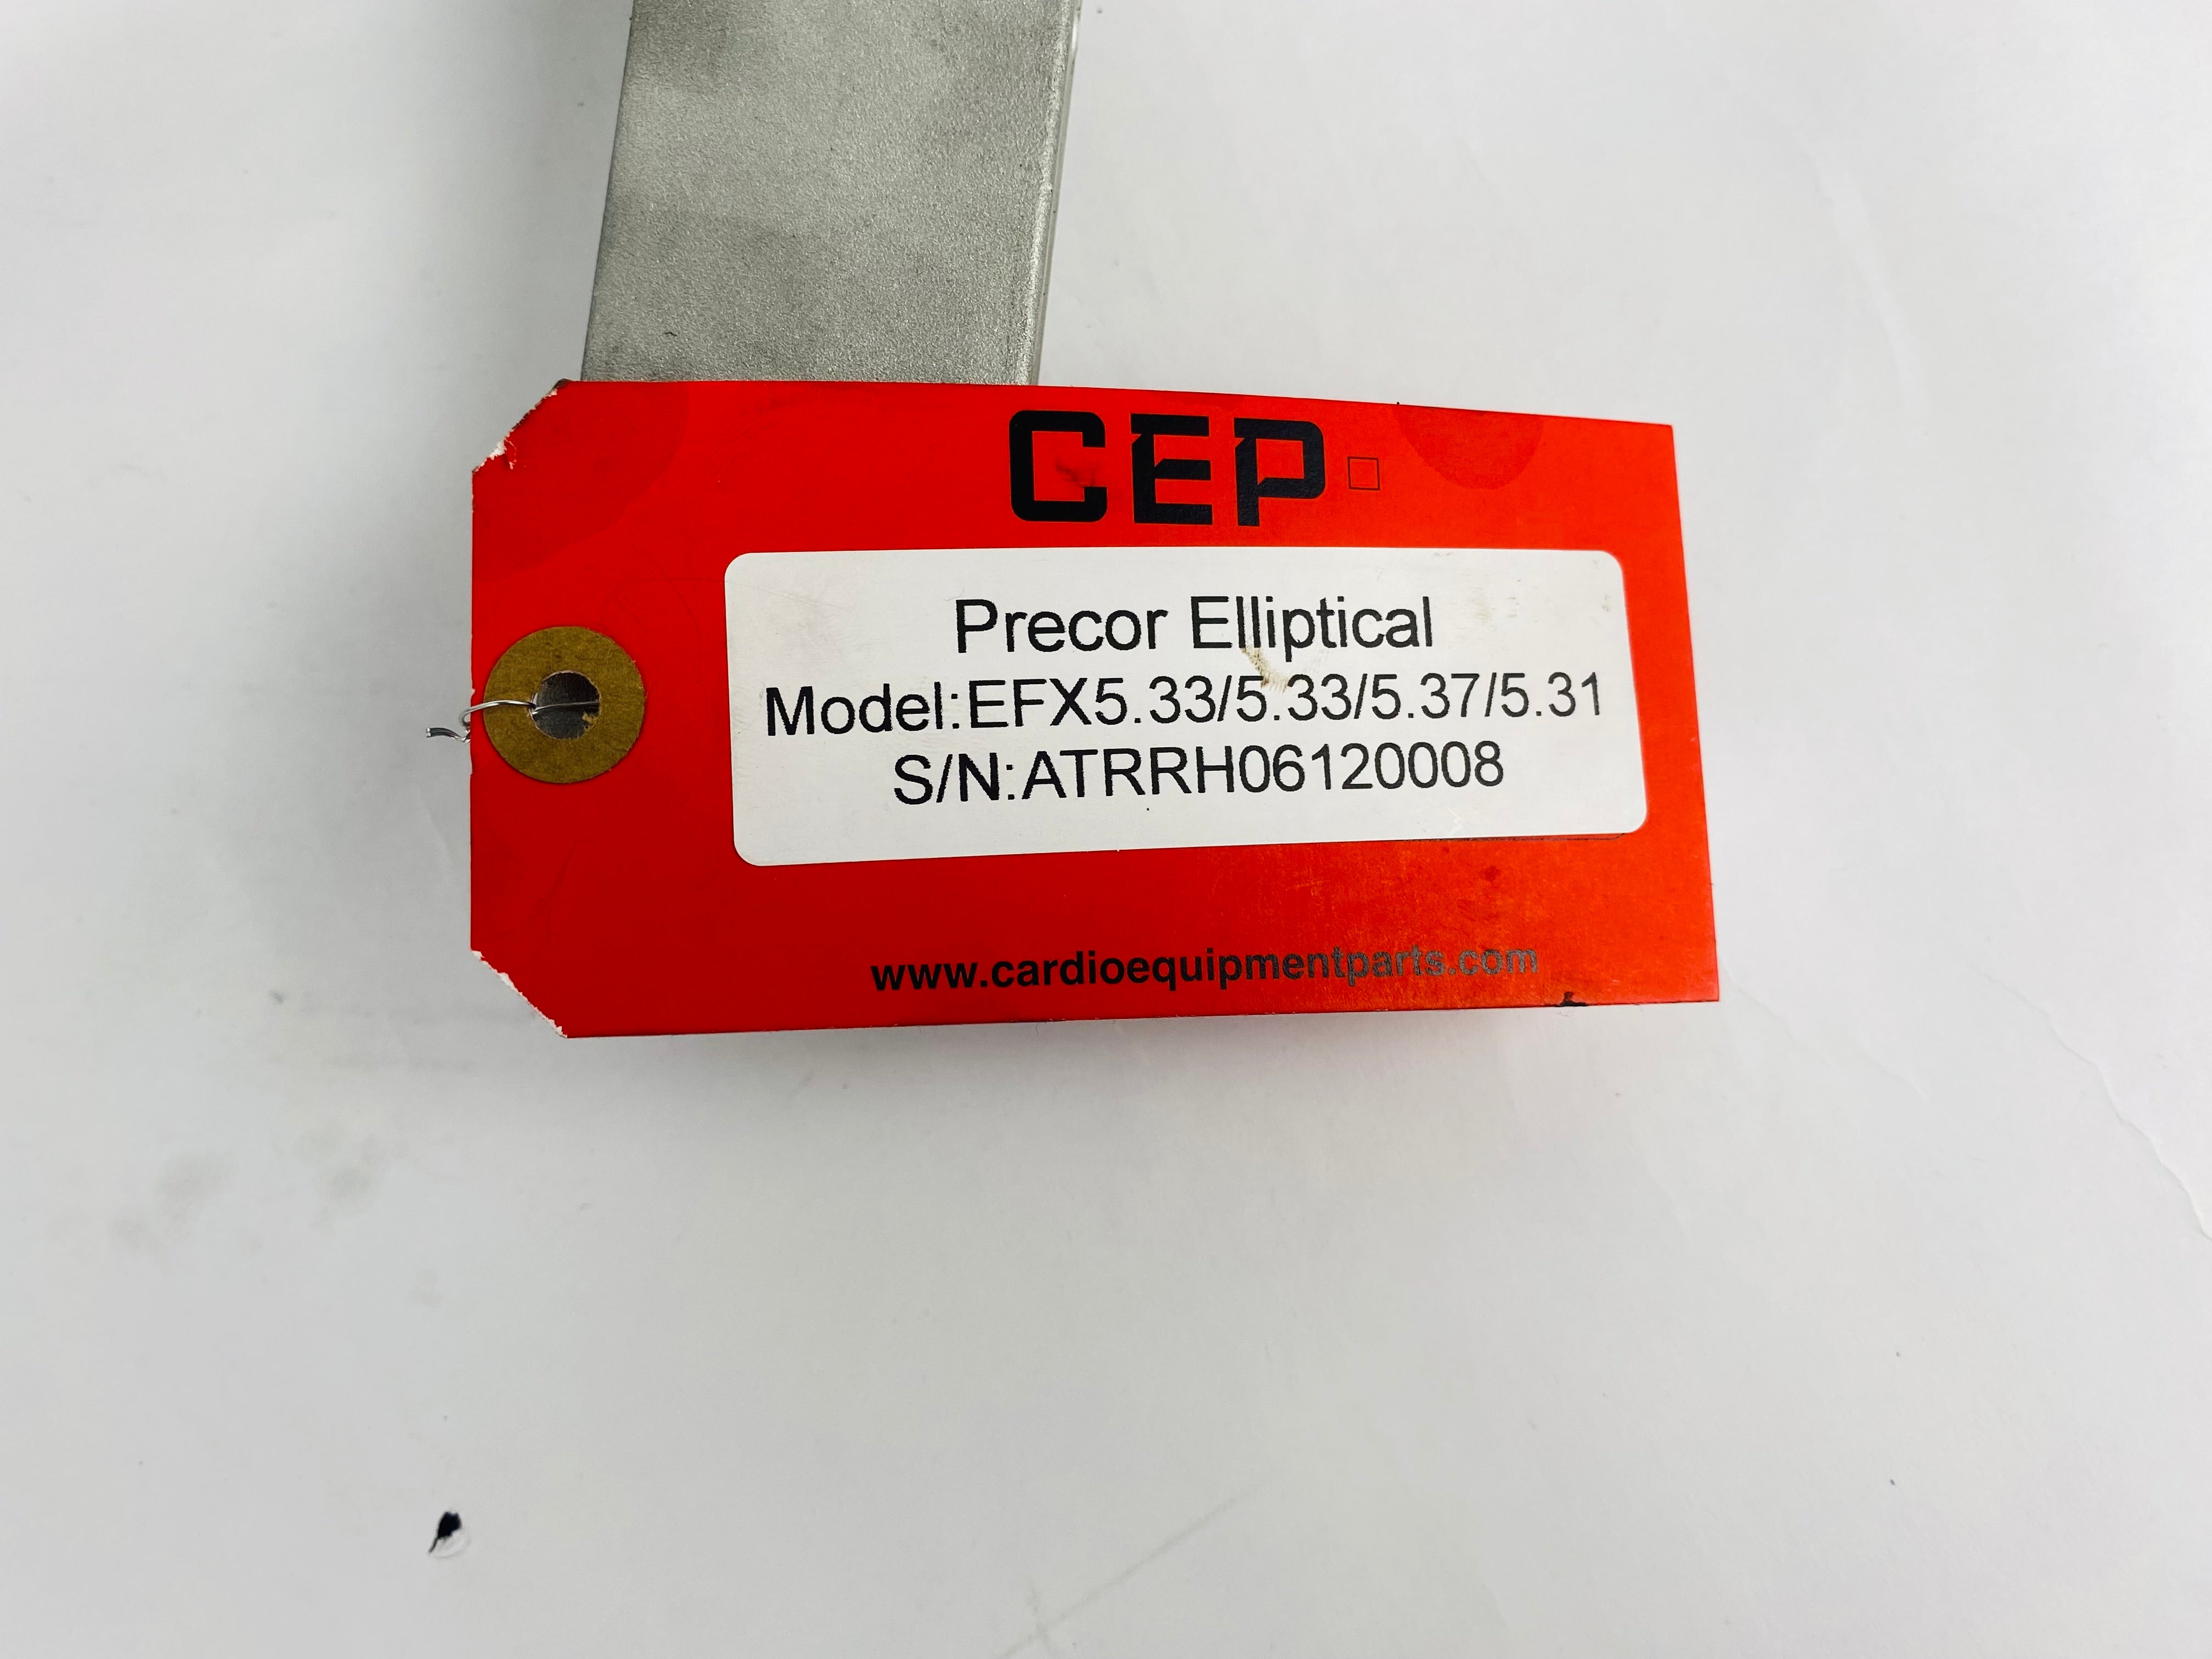 CEP
Precor Elliptical
Model:EFX5.33/5.33/5.37/5.31
S/N:ATRRH06120008
www.cardioequipmentparts.com